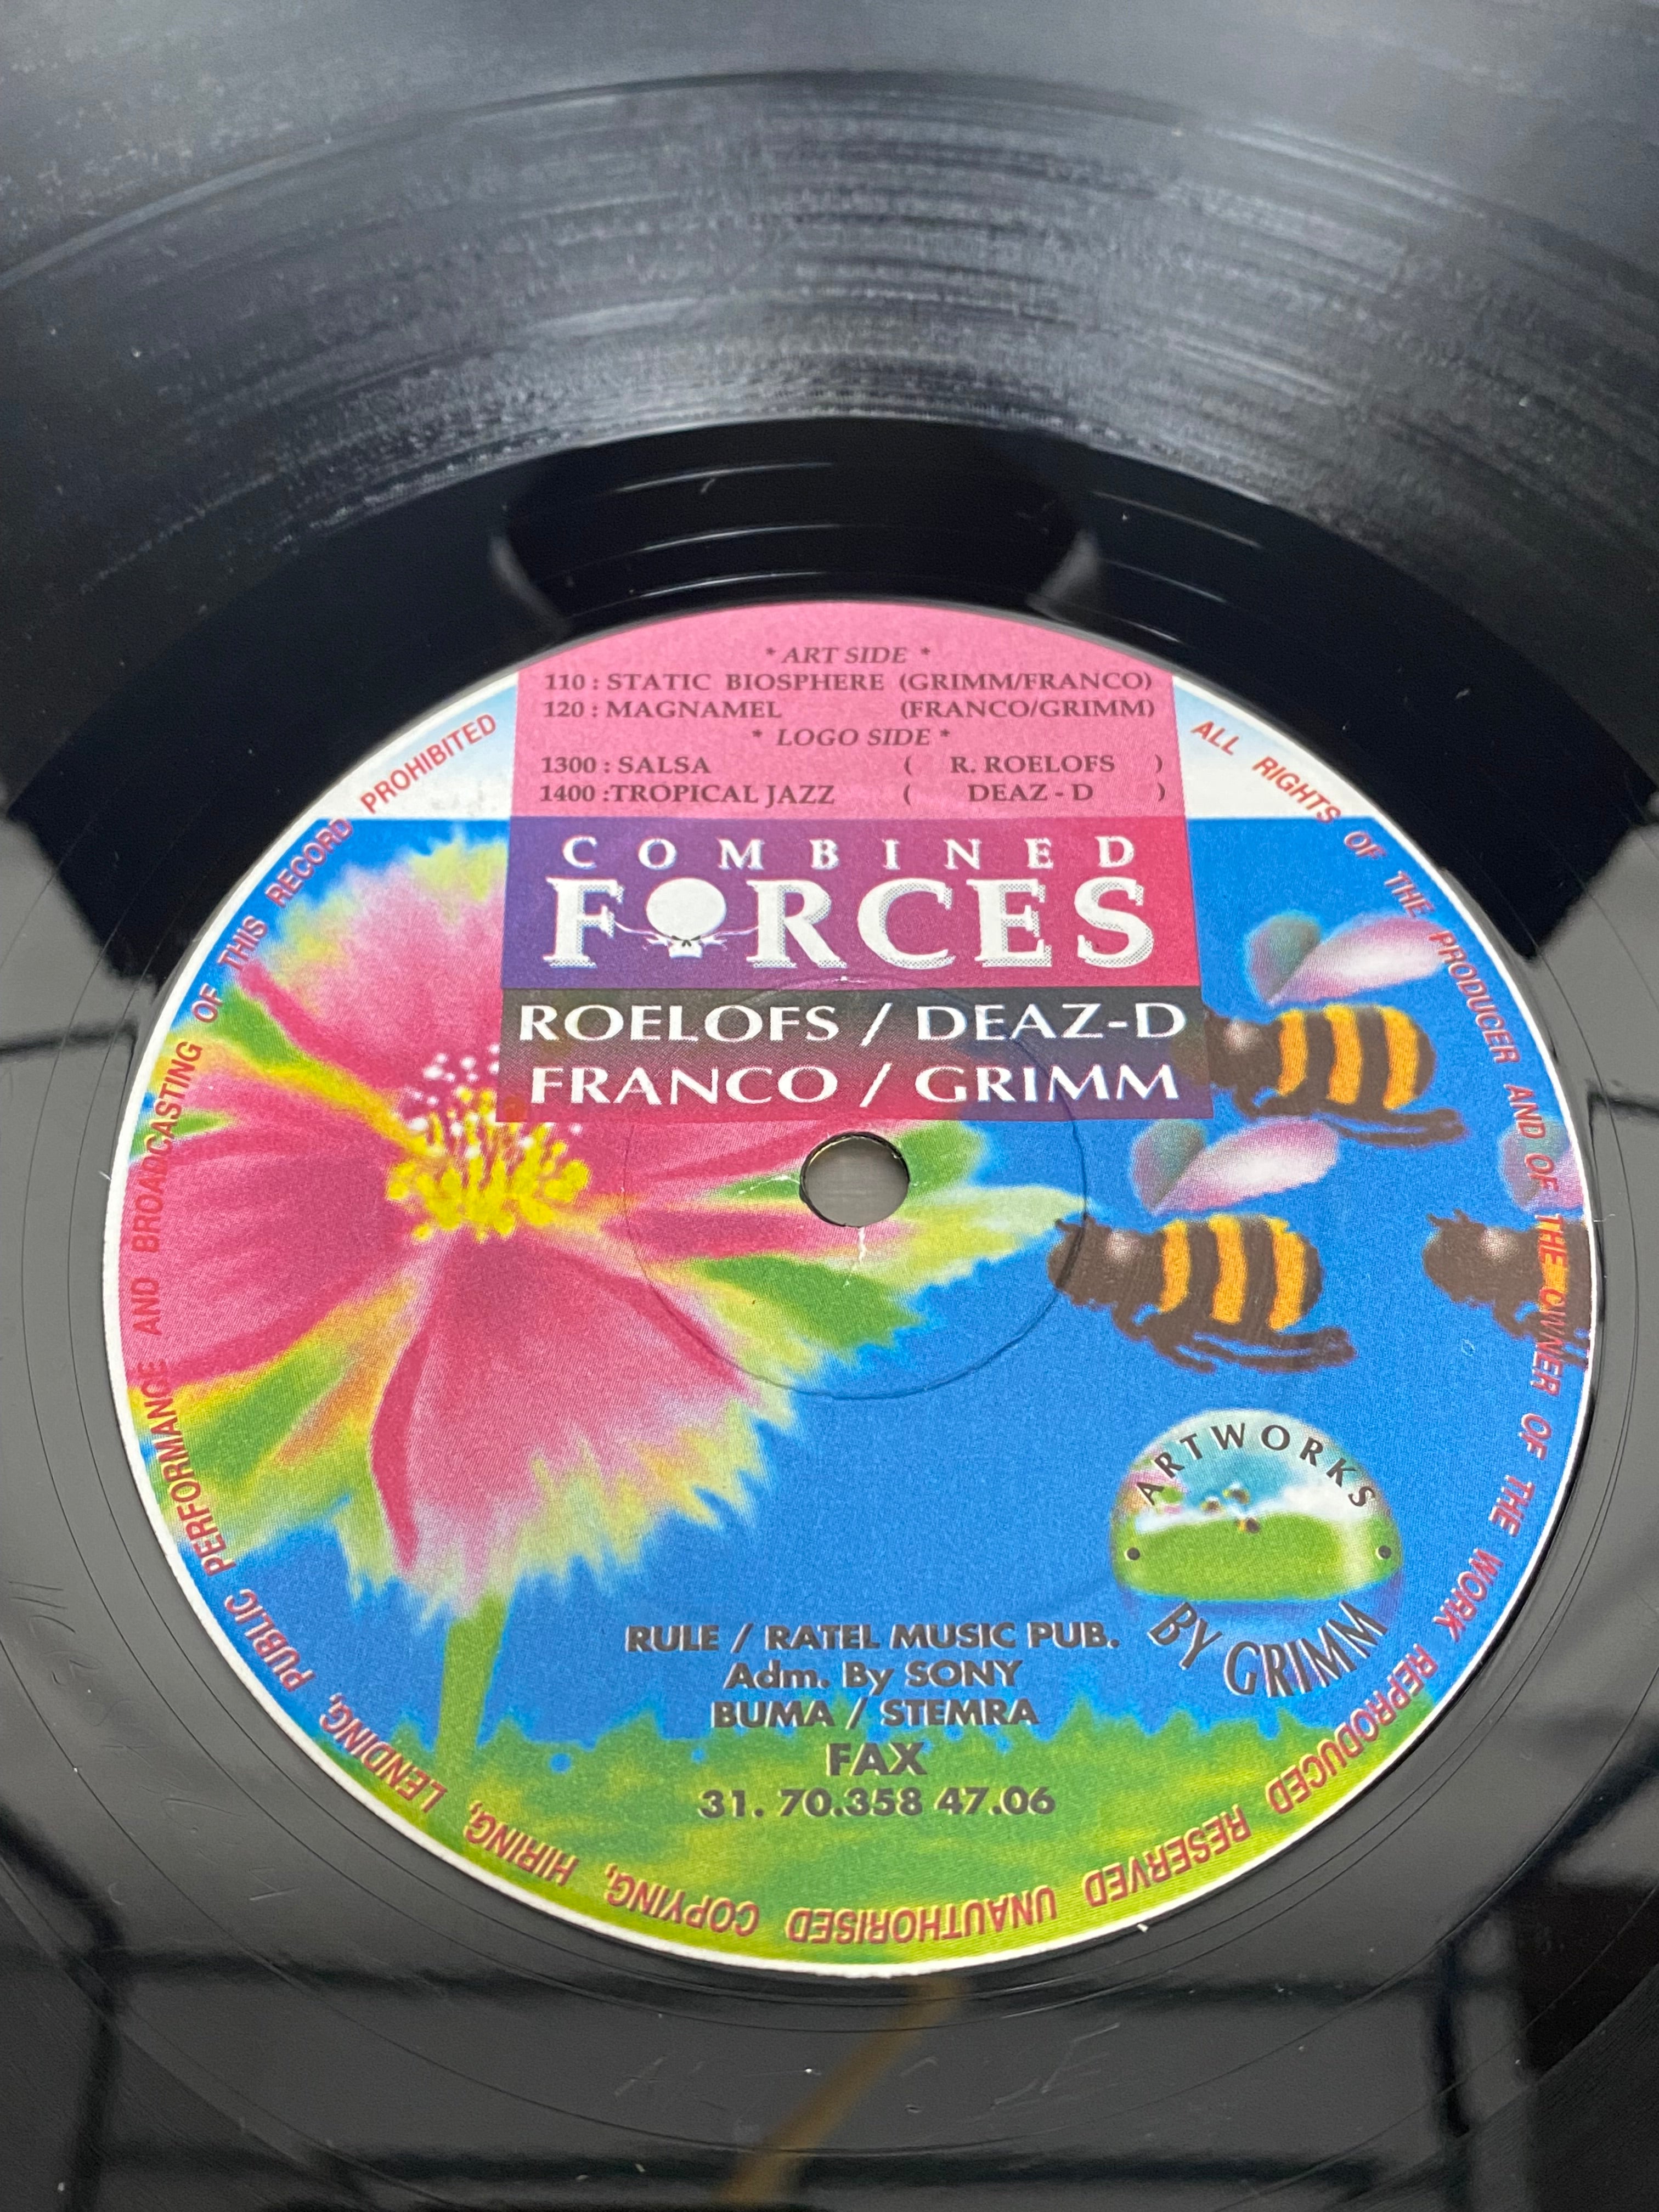 * ART SIDE *
110 : STATIC BIOSPHERE (GRIMM/FRANCO)
120 : MAGNAMEL (FRANCO/GRIMM)
* LOGO SIDE *
1300 : SALSA ( R. ROELOFS )
1400 :TROPICAL JAZZ ( DEAZ - D )
COMBINED
FORCES
ROELOFS / DEAZ-D
FRANCO / GRIMM
ARTWORKS
BY GRIMM
RULE / RATEL MUSIC PUB.
Adm. By SONY
BUMA / STEMRA
FAX
31. 70.358 47.06
ALL RIGHTS OF THE PRODUCER AND OF THE OWNER OF THE WORK REPRODUCED RESERVED UNAUTHORISED COPYING, HIRING, LENDING, PUBLIC PERFORMANCE AND BROADCASTING OF THIS RECORD PROHIBITED